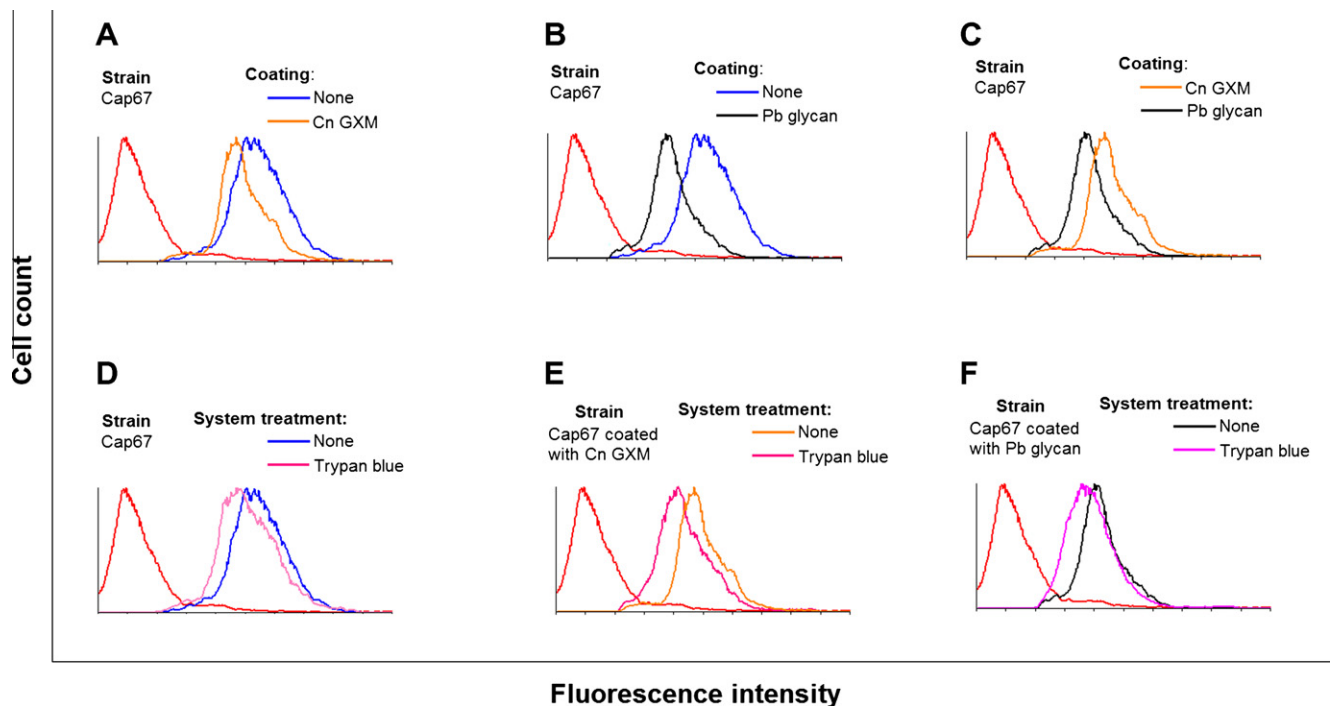 A
Strain
Cap67
Coating:
None
Cn GXM
B
Strain
Cap67
Coating:
None
Pb glycan
C
Strain
Cap67
Coating:
Cn GXM
Pb glycan
Cell count
D
Strain
Cap67
System treatment:
None
Trypan blue
E
Strain
Cap67 coated
with Cn GXM
System treatment:
None
Trypan blue
F
Strain
Cap67 coated
with Pb glycan
System treatment:
None
Trypan blue
Fluorescence intensity